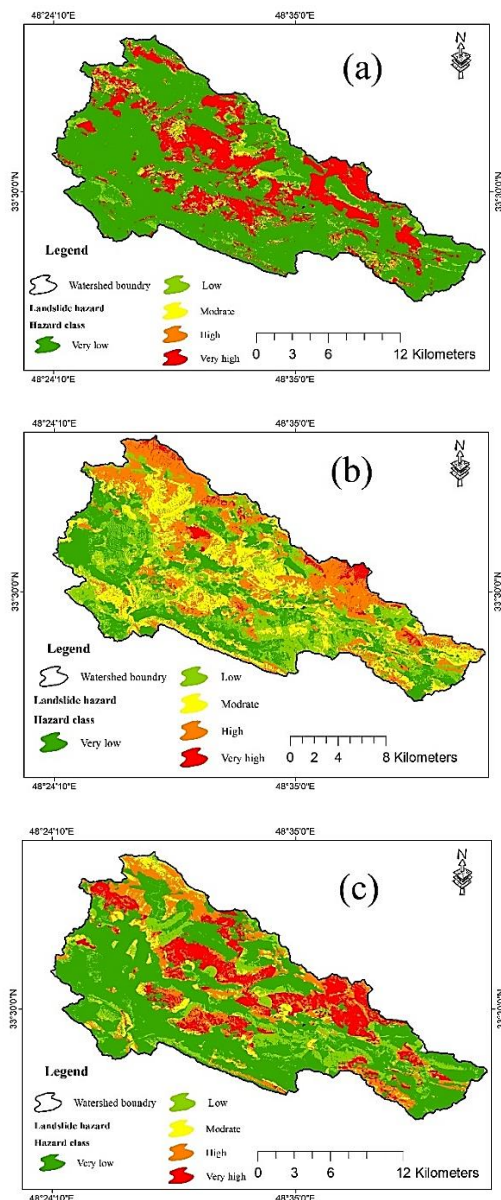 48°24'10"E 48°35'0"E
N
(a)
33°30'0"N 33°30'0"N
Legend
Watershed boundry
Low
Landslide hazard
Modrate
Hazard class
High
Very low
Very high
0 3 6 12 Kilometers
48°24'10"E 48°35'0"E
48°24'10"E 48°35'0"E
N
(b)
33°30'0"N 33°30'0"N
Legend
Watershed boundry
Low
Landslide hazard
Modrate
Hazard class
High
Very low
Very high
0 2 4 8 Kilometers
48°24'10"E 48°35'0"E
48°24'10"E 48°35'0"E
N
(c)
33°30'0"N 33°30'0"N
Legend
Watershed boundry
Low
Landslide hazard
Modrate
Hazard class
High
Very low
Very high
0 3 6 12 Kilometers
48°24'10"E 48°35'0"E